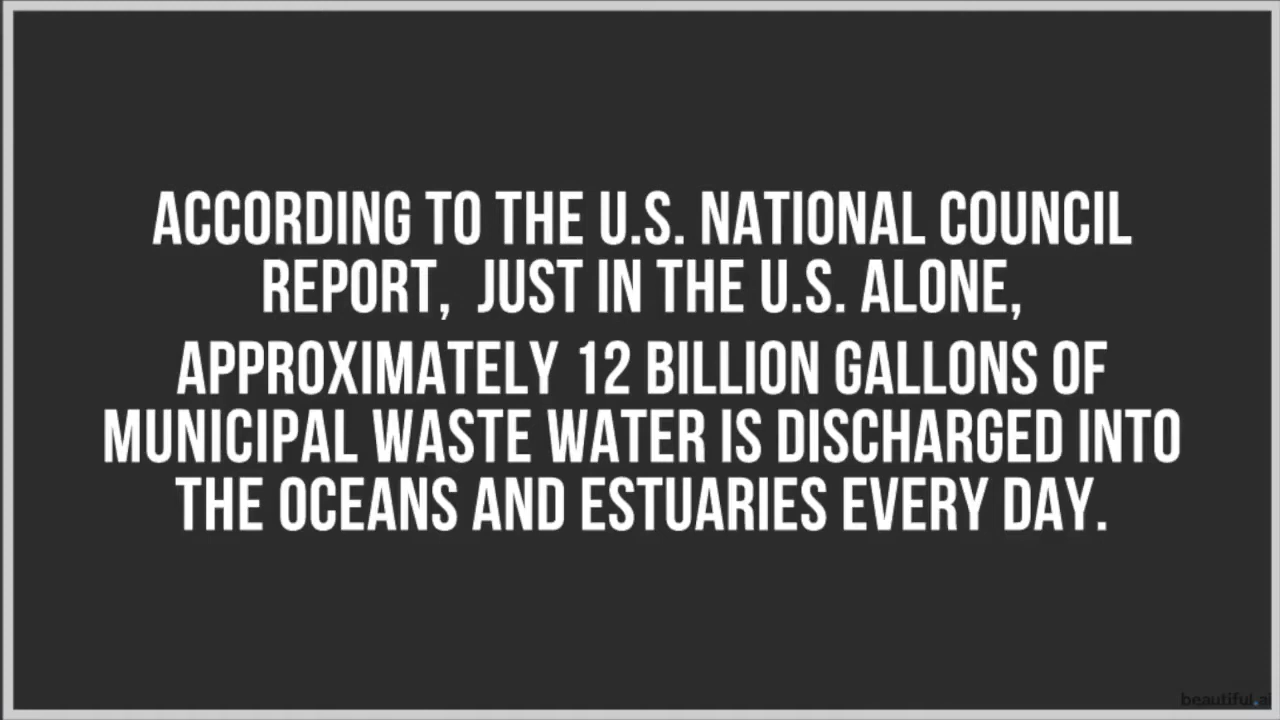 ACCORDING TO THE U.S. NATIONAL COUNCIL
REPORT, JUST IN THE U.S. ALONE,
APPROXIMATELY 12 BILLION GALLONS OF
MUNICIPAL WASTE WATER IS DISCHARGED INTO
THE OCEANS AND ESTUARIES EVERY DAY.
beautiful.ai